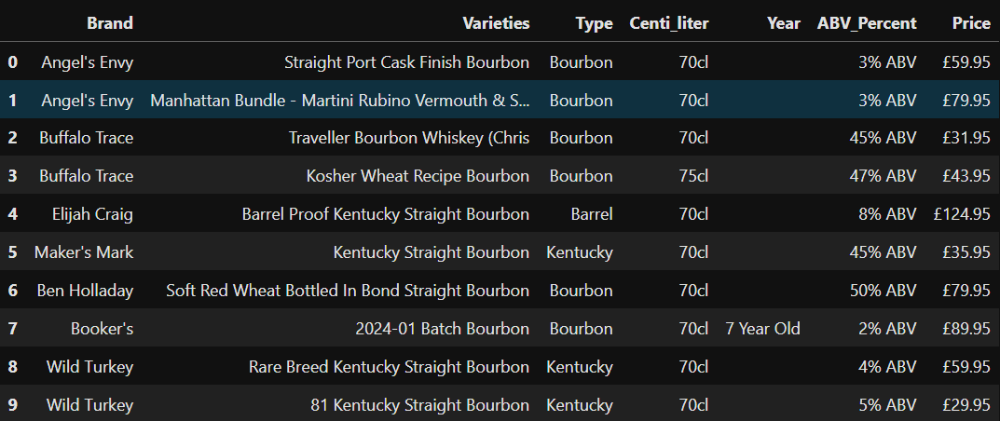 Brand Varieties Type Centi_liter Year ABV_Percent Price
0 Angel's Envy Straight Port Cask Finish Bourbon Bourbon 70cl 3% ABV £59.95
1 Angel's Envy Manhattan Bundle - Martini Rubino Vermouth & S... Bourbon 70cl 3% ABV £79.95
2 Buffalo Trace Traveller Bourbon Whiskey (Chris Bourbon 70cl 45% ABV £31.95
3 Buffalo Trace Kosher Wheat Recipe Bourbon Bourbon 75cl 47% ABV £43.95
4 Elijah Craig Barrel Proof Kentucky Straight Bourbon Barrel 70cl 8% ABV £124.95
5 Maker's Mark Kentucky Straight Bourbon Kentucky 70cl 45% ABV £35.95
6 Ben Holladay Soft Red Wheat Bottled In Bond Straight Bourbon Bourbon 70cl 50% ABV £79.95
7 Booker's 2024-01 Batch Bourbon Bourbon 70cl 7 Year Old 2% ABV £89.95
8 Wild Turkey Rare Breed Kentucky Straight Bourbon Kentucky 70cl 4% ABV £59.95
9 Wild Turkey 81 Kentucky Straight Bourbon Kentucky 70cl 5% ABV £29.95